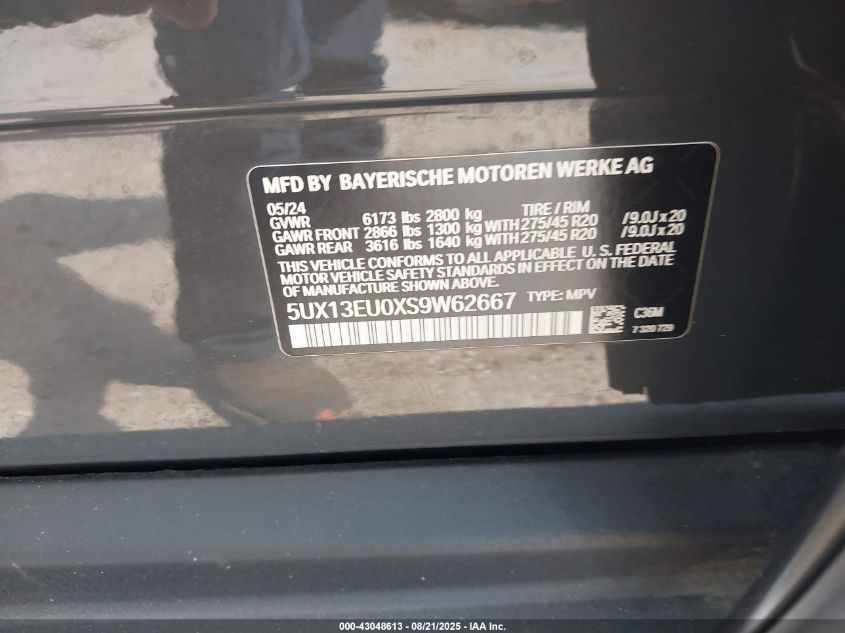 MFD BY BAYERISCHE MOTOREN WERKE AG
05/24 TIRE / RIM
GVWR 6173 lbs 2800 kg
GAWR FRONT 2866 lbs 1300 kg WITH 275/45 R20 /9.0J x 20
GAWR REAR 3616 lbs 1640 kg WITH 275/45 R20 /9.0J x 20
THIS VEHICLE CONFORMS TO ALL APPLICABLE U. S. FEDERAL
MOTOR VEHICLE SAFETY STANDARDS IN EFFECT ON THE DATE
OF MANUFACTURE SHOWN ABOVE.
5UX13EU0XS9W62667 TYPE: MPV
C36M
7 320 729
000-43048613 - 08/21/2025 - IAA Inc.